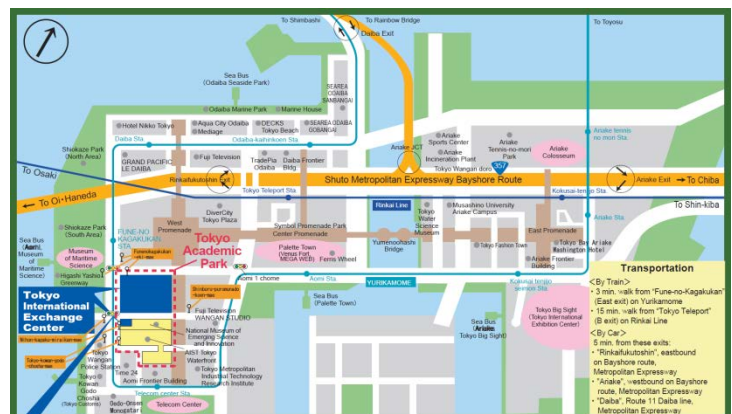 To Shimbashi
To Rainbow Bridge
Daiba Exit
To Toyosu
Sea Bus
(Odaiba Seaside Park)
SEAREA
ODAIBA
SANBANGAI
Odaiba Marine Park
Marine House
Hotel Nikko Tokyo
Aqua City Odaiba
Mediage
DECKS
Tokyo Beach
SEAREA ODAIBA
GOBANGAI
Daiba Sta.
Odaiba-kaihinkoen Sta.
Shiokaze Park
(North Area)
GRAND PACIFIC
LE DAIBA
Fuji Television
TradePia
Odaiba
Daiba Frontier
Bldg.
Ariake JCT
Ariake
Sports Center
Ariake
Incineration Plant
Ariake
Tennis-no-mori
Park
Ariake
Colosseum
Ariake tennis
no mori Sta.
Tokyo Wangan doro
357
To Osaki
Rinkaifukutoshin Exit
Shuto Metropolitan Expressway Bayshore Route
Ariake Exit
To Chiba
To Oi・Haneda
Tokyo Teleport Sta.
Kokusai-tenjijo Sta.
To Shin-kiba
Rinkai Line
DiverCity
Tokyo Plaza
West
Promenade
Symbol Promenade Park
Center Promenade
Tokyo
Water
Science
Museum
Musashino University
Ariake Campus
Ariake Sta.
FUNE-NO
KAGAKUKAN
STA.
Shiokaze Park
(South Area)
Museum
of
Maritime
Science
Tokyo
Academic
Park
Palette Town
(Venus Fort,
MEGA WEB)
Ferris Wheel
Yumenoohashi
Bridge
Tokyo Fashion Town
East Promenade
Tokyo Bay Ariake
Washington Hotel
Ariake Frontier
Building
Sea Bus
Museum of
Maritime
Science)
Higashi Yashio
Greenway
Aomi 1 chome
Aomi Sta.
YURIKAMOME
Sea Bus
(Palette Town)
Tokyo
International
Exchange
Center
Fuji Television
WANGAN STUDIO
National Museum of
Emerging Science
and Innovation
AIST Tokyo
Waterfront
Tokyo
Wangan
Police Station
Time 24
Tokyo Metropolitan
Industrial Technology
Research Institute
Aomi Frontier Building
Tokyo
Kowan
Godo
Chosha
(Tokyo Customs)
Telecom center Sta.
Telecom Center
Sea Bus
Tokyo Big Sight)
Tokyo Big Sight
(Tokyo International
Exhibition Center)
Transportation
<By Train>
・3 min. walk from "Fune-no-Kagakukan"
(East exit) on Yurikamome
・15 min. walk from "Tokyo Teleport"
(B exit) on Rinkai Line
<By Car>
5 min. from these exits:
・"Rinkaifukutoshin", eastbound
on Bayshore route,
Metropolitan Expressway
・"Ariake", westbound on Bayshore
route, Metropolitan Expressway
・"Daiba", Route 11 Daiba line,
Metropolitan Expressway